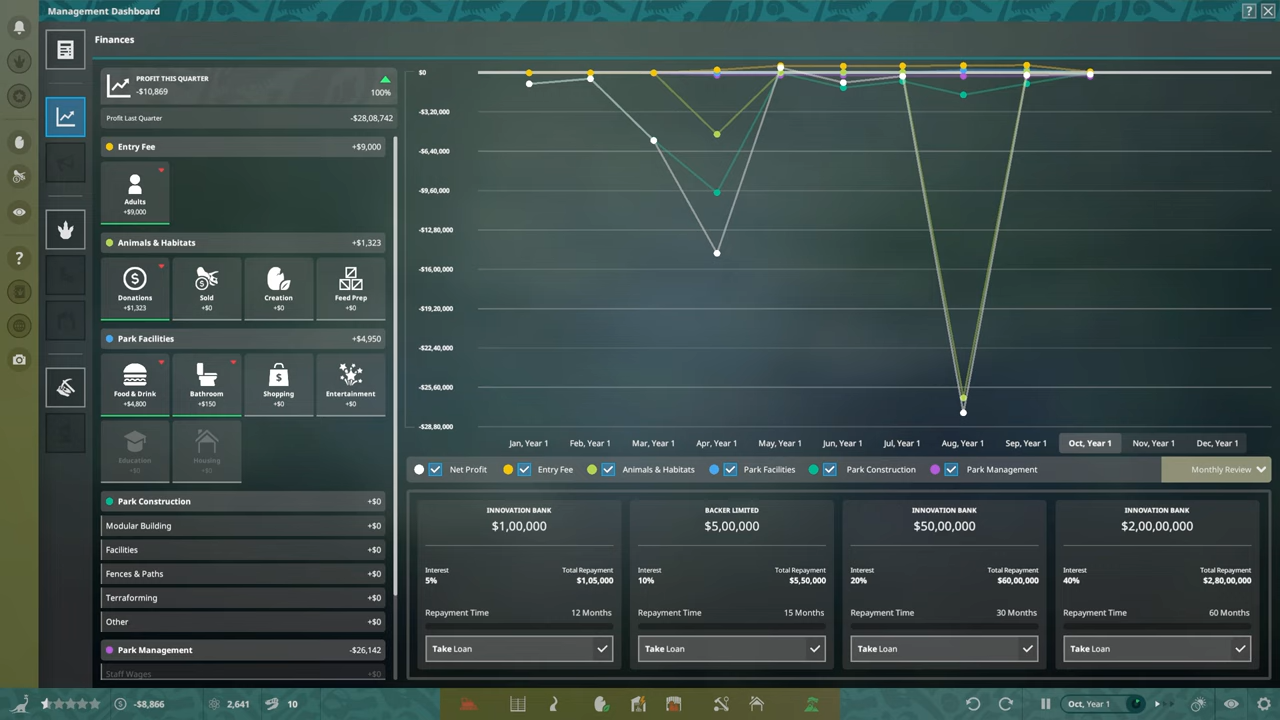 Management Dashboard
?
Finances
PROFIT THIS QUARTER
-$10,869
100%
Profit Last Quarter
-$28,08,742
Entry Fee
+$9,000
Adults
+$9,000
Animals & Habitats
+$1,323
Donations
+$1,323
Sold
+$0
Creation
+$0
Feed Prep
+$0
Park Facilities
+$4,950
Food & Drink
+$4,800
Bathroom
+$150
Shopping
+$0
Entertainment
+$0
Education
+$0
Housing
+$0
Park Construction
+$0
Modular Building
+$0
Facilities
+$0
Fences & Paths
+$0
Terraforming
+$0
Other
+$0
Park Management
-$26,142
Staff Wages
+$0
$0
-$3,20,000
-$6,40,000
-$9,60,000
-$12,80,000
-$16,00,000
-$19,20,000
-$22,40,000
-$25,60,000
-$28,80,000
Jan, Year 1
Feb, Year 1
Mar, Year 1
Apr, Year 1
May, Year 1
Jun, Year 1
Jul, Year 1
Aug, Year 1
Sep, Year 1
Oct, Year 1
Nov, Year 1
Dec, Year 1
Net Profit
Entry Fee
Animals & Habitats
Park Facilities
Park Construction
Park Management
Monthly Review
INNOVATION BANK
$1,00,000
Interest
Total Repayment
5%
$1,05,000
Repayment Time
12 Months
Take Loan
BACKER LIMITED
$5,00,000
Interest
Total Repayment
10%
$5,50,000
Repayment Time
15 Months
Take Loan
INNOVATION BANK
$50,00,000
Interest
Total Repayment
20%
$60,00,000
Repayment Time
30 Months
Take Loan
INNOVATION BANK
$2,00,00,000
Interest
Total Repayment
40%
$2,80,00,000
Repayment Time
60 Months
Take Loan
?
-$8,866
2,641
10
Oct, Year 1